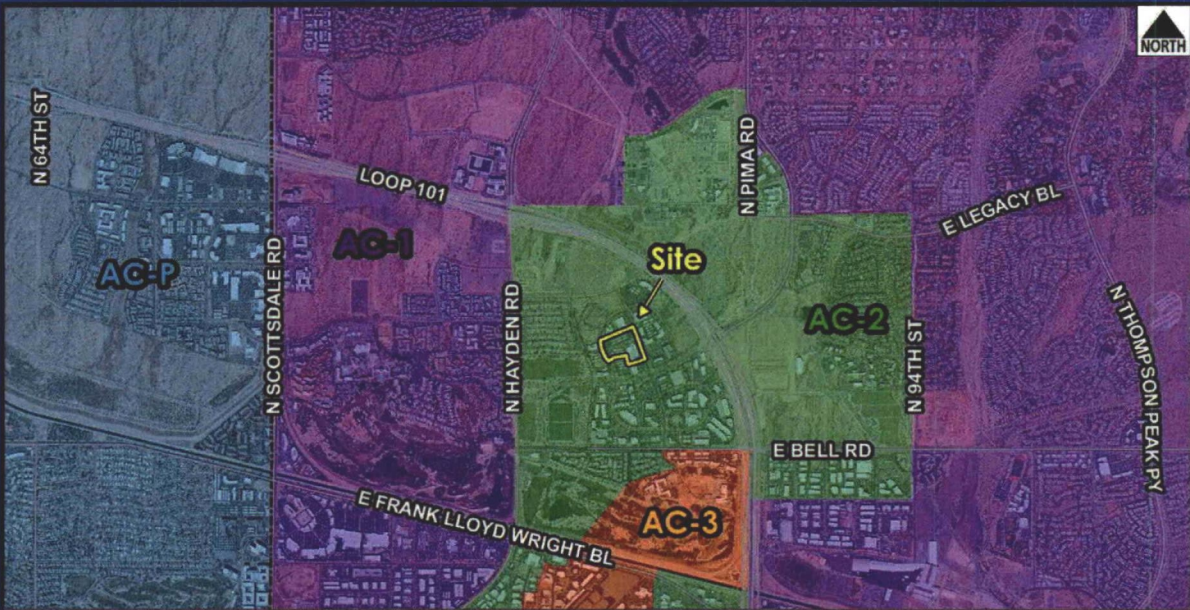 NORTH
N 64TH ST
N PIMA RD
LOOP 101
E LEGACY BL
AC-1
Site
AC-P
N SCOTTSDALE RD
N HAYDEN RD
AC-2
N 94TH ST
N THOMPSON PEAK PY
E BELL RD
E FRANK LLOYD WRIGHT BL
AC-3